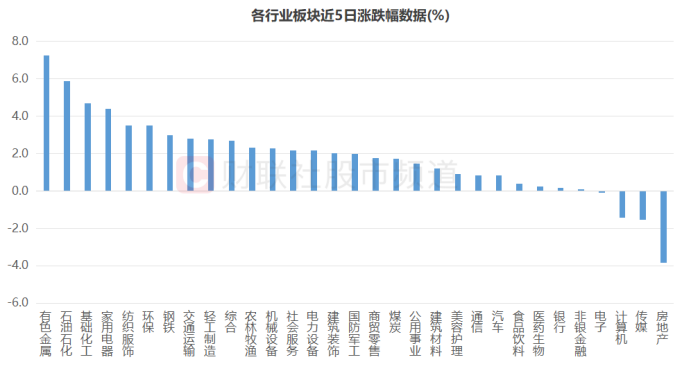 各行业板块近5日涨跌幅数据(%)
8.0
6.0
4.0
2.0
0.0
-2.0
-4.0
-6.0
财联社股市频道
有色金属
石油石化
基础化工
家用电器
纺织服饰
环保
钢铁
交通运输
轻工制造
综合
农林牧渔
机械设备
社会服务
电力设备
建筑装饰
国防军工
商贸零售
煤炭
公用事业
建筑材料
美容护理
通信
汽车
食品饮料
医药生物
银行
非银金融
电子
计算机
传媒
房地产